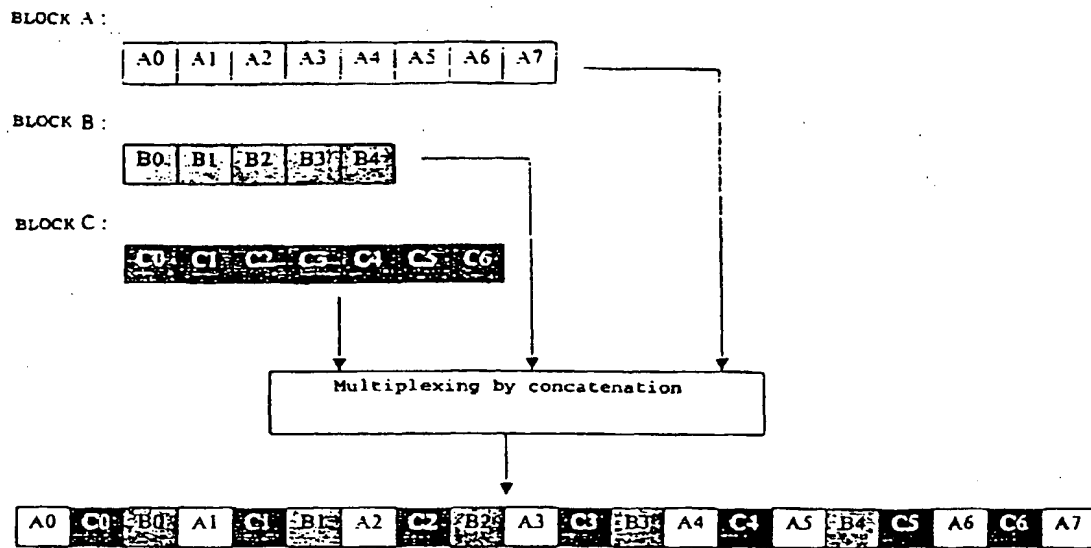 BLOCK A :
A0 A1 A2 A3 A4 A5 A6 A7
BLOCK B :
B0 B1 B2 B3 B4
BLOCK C :
C0 C1 C2 C3 C4 C5 C6
Multiplexing by concatenation
A0 C0 B0 A1 C1 B1 A2 C2 B2 A3 C3 B3 A4 C4 A5 B4 C5 A6 C6 A7